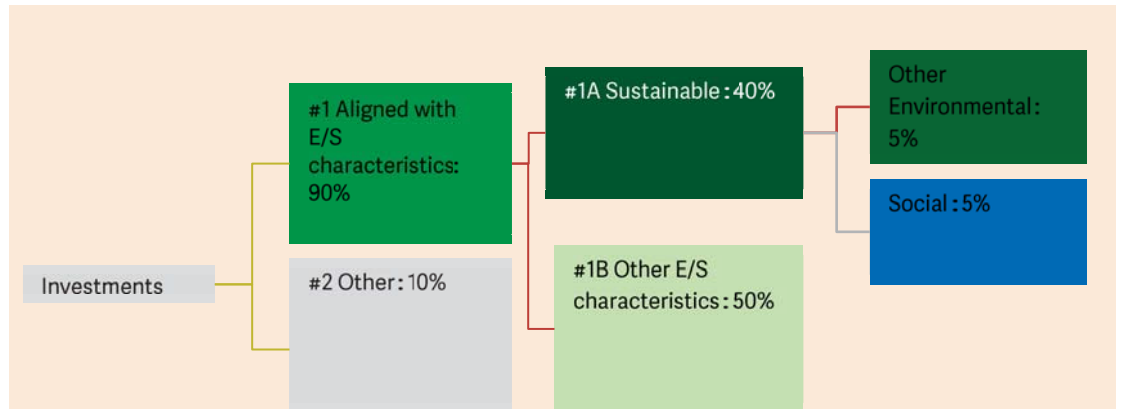 Investments
#1 Aligned with
E/S
characteristics:
90%
#2 Other: 10%
#1A Sustainable: 40%
#1B Other E/S
characteristics: 50%
Other
Environmental:
5%
Social: 5%